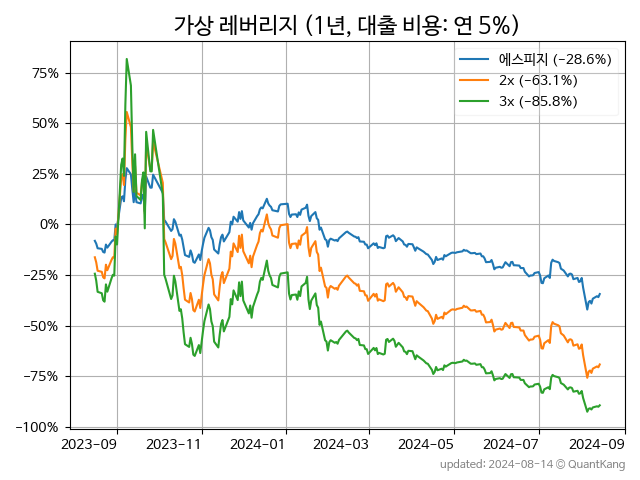 가상 레버리지 (1년, 대출 비용: 연 5%)
에스피지 (−28.6%)
2x (−63.1%)
3x (−85.8%)
75%
50%
25%
0%
−25%
−50%
−75%
−100%
2023-09 2023-11 2024-01 2024-03 2024-05 2024-07 2024-09
updated: 2024-08-14 © QuantKang